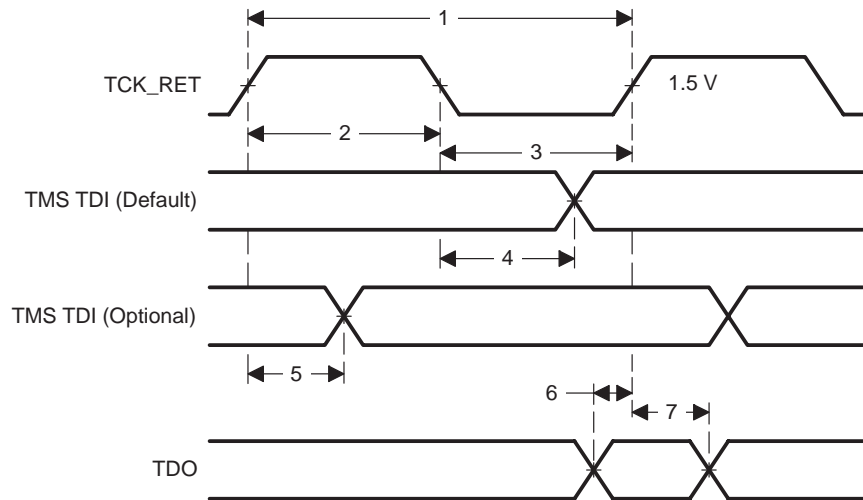 1
TCK_RET
1.5 V
2
3
TMS TDI (Default)
4
TMS TDI (Optional)
5
6
7
TDO